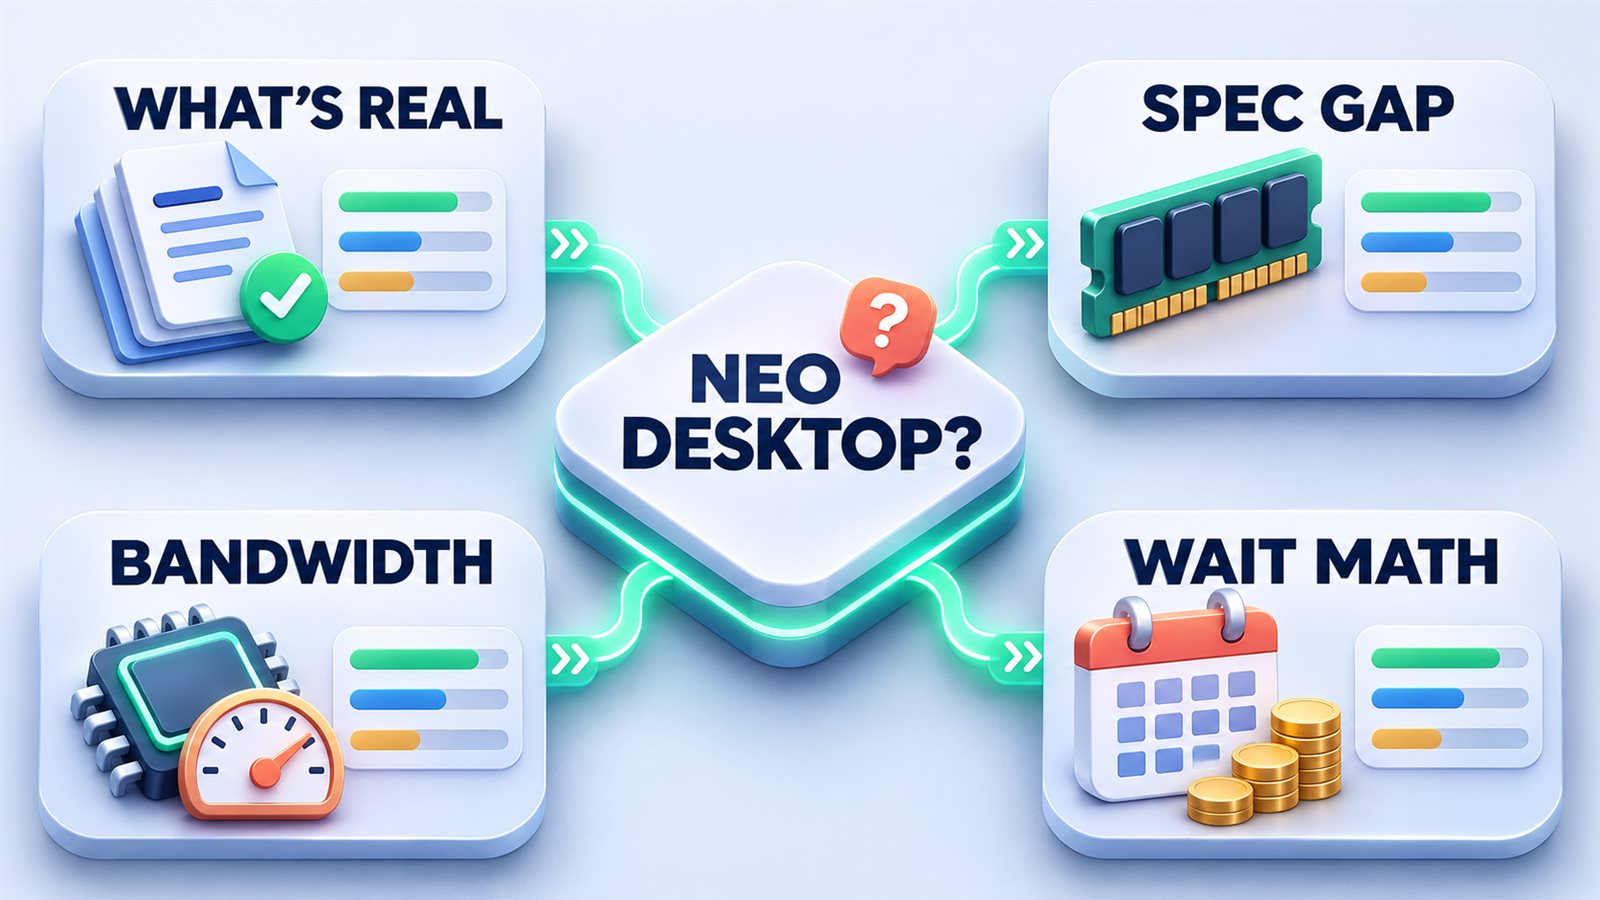 WHAT'S REAL
SPEC GAP
?
NEO
DESKTOP?
BANDWIDTH
WAIT MATH